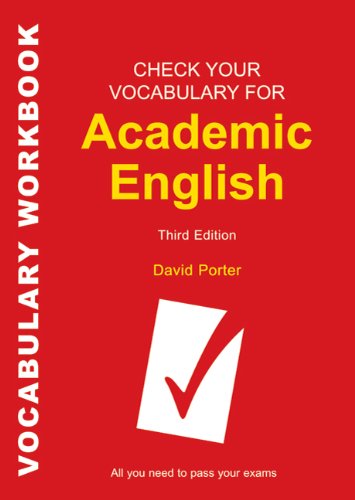 VOCABULARY WORKBOOK
CHECK YOUR
VOCABULARY FOR
Academic
English
Third Edition
David Porter
All you need to pass your exams